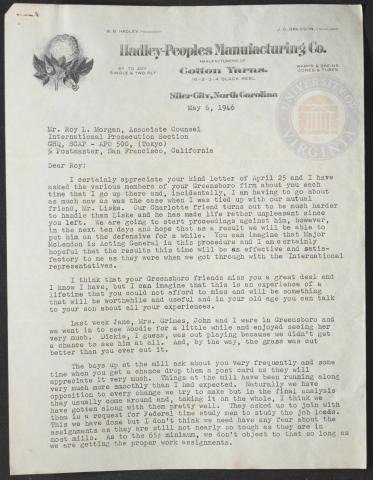 W. B. HADLEY, PRESIDENT
J. C. GREGSON, TREASURER
Hadley-Peoples Manufacturing Co.
MANUFACTURERS OF
Cotton Yarns.
8s TO 30s
SINGLE & TWO PLY
WARPS & SKEINS
CONES & TUBES
Siler City, North Carolina
May 6, 1946
Mr. Roy L. Morgan, Associate Counsel
International Prosecution Section
GHQ, SCAP - APO 500, (Tokyo)
% Postmaster, San Francisco, California
Dear Roy:
I certainly appreciate your kind letter of April 25 and I have
asked the various members of your Greensboro firm about you each
time that I go up there and, incidentally, I am not having to go
as much now as was the case when I was tied up with our mutual
friend, Mr. Liske. Our Charlotte friend turns out to be much harder
to handle than Liske and he has made life rather unpleasant since
you left. We are going to start proceedings against him, however,
in the next ten days and hope that as a result we will be able to
put him on the defensive for a while. You can imagine that Major
McLendon is Acting General in this procedure and I am certainly
hopeful that the results this time will be as effective and satis-
factory to me as they were when we got through with the International
representatives.
I think that your Greensboro friends miss you a great deal and
I know I have, but I can imagine that this is an experience of a
lifetime that you could not afford to miss and will be something
that will be worthwhile and useful and in your old age you can talk
to your son about all your experiences.
Last week Jane, Mrs. Grimes, John and I were in Greensboro and
we went in to see Woodie for a little while and enjoyed seeing her
very much. Dickie, I guess, was out playing because we didn't get
a chance to see him at all. And, by the way, the grass was cut
better than you ever cut it.
The boys up at the mill ask about you very frequently and some
time when you get a chance drop them a post card as they will
appreciate it very much. Things at the mill have been running along
very much more smoothly than I had expected. Naturally we have
opposition to every change we try to make but in the final analysis
they usually come around and, taking it on the whole, I think we
have gotten along with them pretty well. They asked us to join with
them in a request for Federal time study men to study the job loads.
This we have done but I don't think we need have any fear about the
assignments as they are still not nearly so tough as they are in
most mills. As to the 65¢ minimum, we don't object to that so long as
we are getting the proper work assignments.